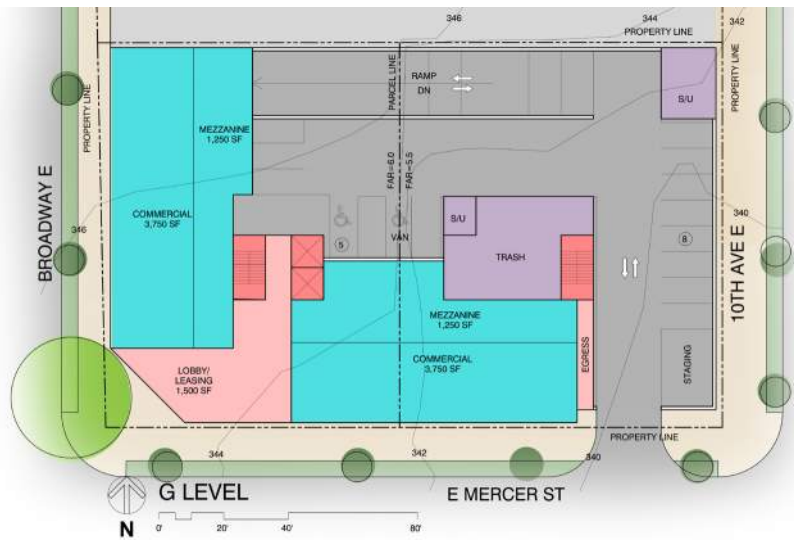 346
344
342
PROPERTY LINE
PROPERTY LINE
PARCEL LINE
RAMP
DN
S/U
PROPERTY LINE
MEZZANINE
1,250 SF
FAR=6.0
FAR=5.5
COMMERCIAL
3,750 SF
S/U
VAN
5
TRASH
8
340
346
BROADWAY E
10TH AVE E
MEZZANINE
1,250 SF
COMMERCIAL
3,750 SF
LOBBY/
LEASING
1,500 SF
EGRESS
STAGING
PROPERTY LINE
344
342
340
G LEVEL
E MERCER ST
N
0'
20'
40'
80'